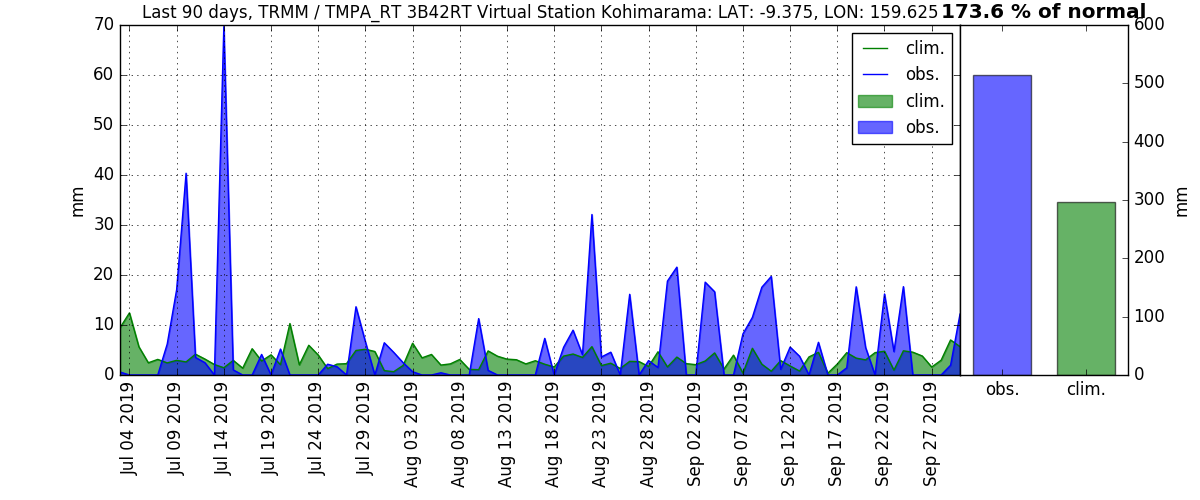 Last 90 days, TRMM / TMPA_RT 3B42RT Virtual Station Kohimarama: LAT: -9.375, LON: 159.625 173.6 % of normal
70
60
50
40
30
20
10
0
mm
clim.
obs.
clim.
obs.
Jul 04 2019
Jul 09 2019
Jul 14 2019
Jul 19 2019
Jul 24 2019
Jul 29 2019
Aug 03 2019
Aug 08 2019
Aug 13 2019
Aug 18 2019
Aug 23 2019
Aug 28 2019
Sep 02 2019
Sep 07 2019
Sep 12 2019
Sep 17 2019
Sep 22 2019
Sep 27 2019
600
500
400
300
200
100
0
mm
obs.
clim.